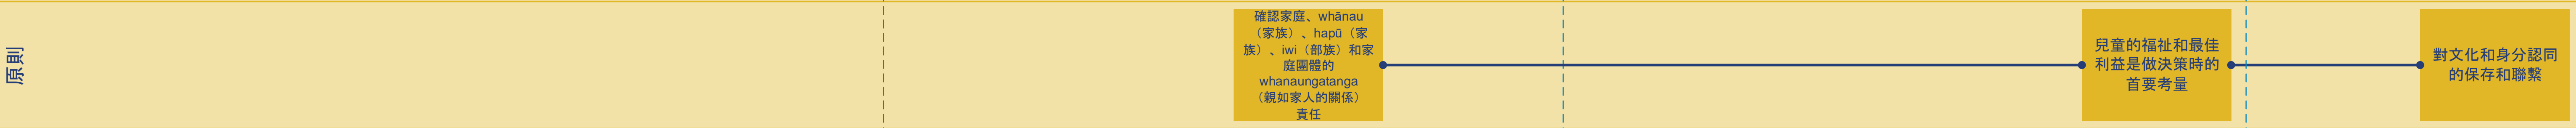 原則
確認家庭、whānau
（家族）、hapū（家
族）、iwi（部族）和家
庭團體的
whanaungatanga
（親如家人的關係）
責任
兒童的福祉和最佳
利益是做決策時的
首要考量
對文化和身分認同
的保存和聯繫